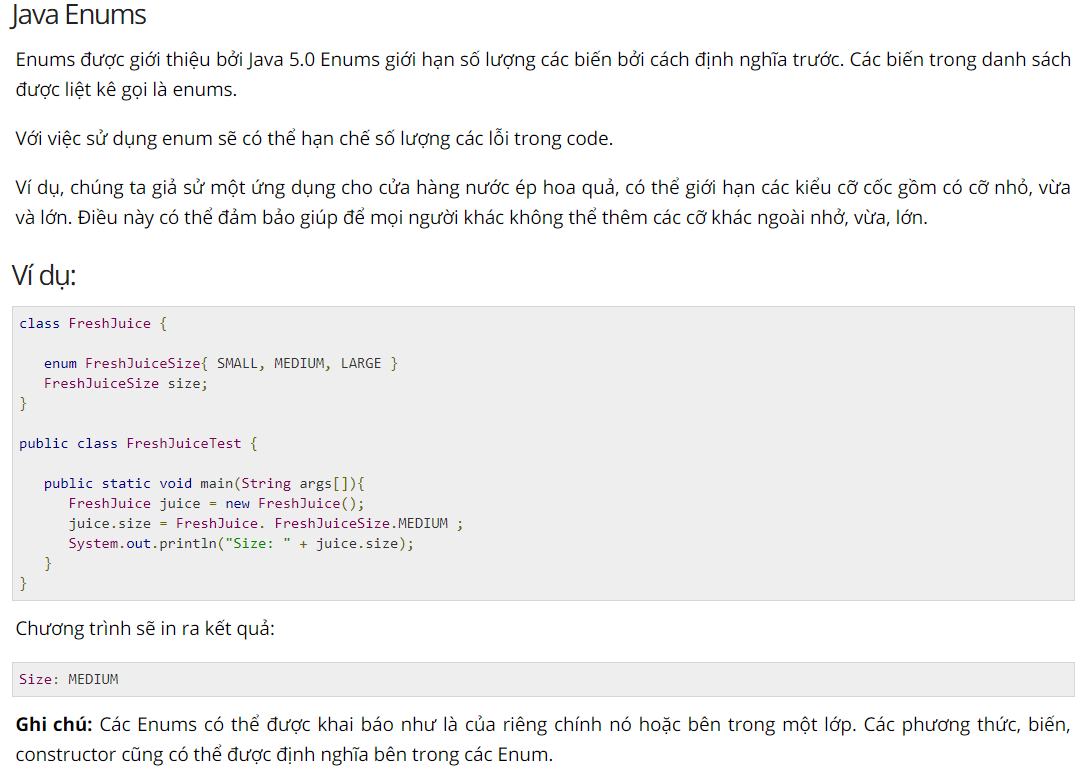 Java Enums
Enums được giới thiệu bởi Java 5.0 Enums giới hạn số lượng các biến bởi cách định nghĩa trước. Các biến trong danh sách
được liệt kê gọi là enums.
Với việc sử dụng enum sẽ có thể hạn chế số lượng các lỗi trong code.
Ví dụ, chúng ta giả sử một ứng dụng cho cửa hàng nước ép hoa quả, có thể giới hạn các kiểu cỡ cốc gồm có cỡ nhỏ, vừa
và lớn. Điều này có thể đảm bảo giúp để mọi người khác không thể thêm các cỡ khác ngoài nhở, vừa, lớn.
Ví dụ:
class FreshJuice {
   enum FreshJuiceSize{ SMALL, MEDIUM, LARGE }
   FreshJuiceSize size;
}
public class FreshJuiceTest {
   public static void main(String args[]){
      FreshJuice juice = new FreshJuice();
      juice.size = FreshJuice. FreshJuiceSize.MEDIUM ;
      System.out.println("Size: " + juice.size);
   }
}
Chương trình sẽ in ra kết quả:
Size: MEDIUM
Ghi chú: Các Enums có thể được khai báo như là của riêng chính nó hoặc bên trong một lớp. Các phương thức, biến,
constructor cũng có thể được định nghĩa bên trong các Enum.